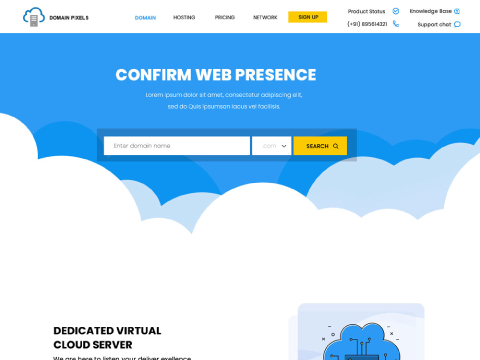 DOMAIN PIXELS
DOMAIN
HOSTING
PRICING
NETWORK
SIGN UP
Product Status
Knowledge Base
(+91) 895614321
Support chat
CONFIRM WEB PRESENCE
Lorem ipsum dolor sit amet, consectetur adipiscing elit,
sed do Quis ipsumean lacus vel facilisis.
Enter domain name
.com
SEARCH
DEDICATED VIRTUAL
CLOUD SERVER
We are here to listen your deliver exellence